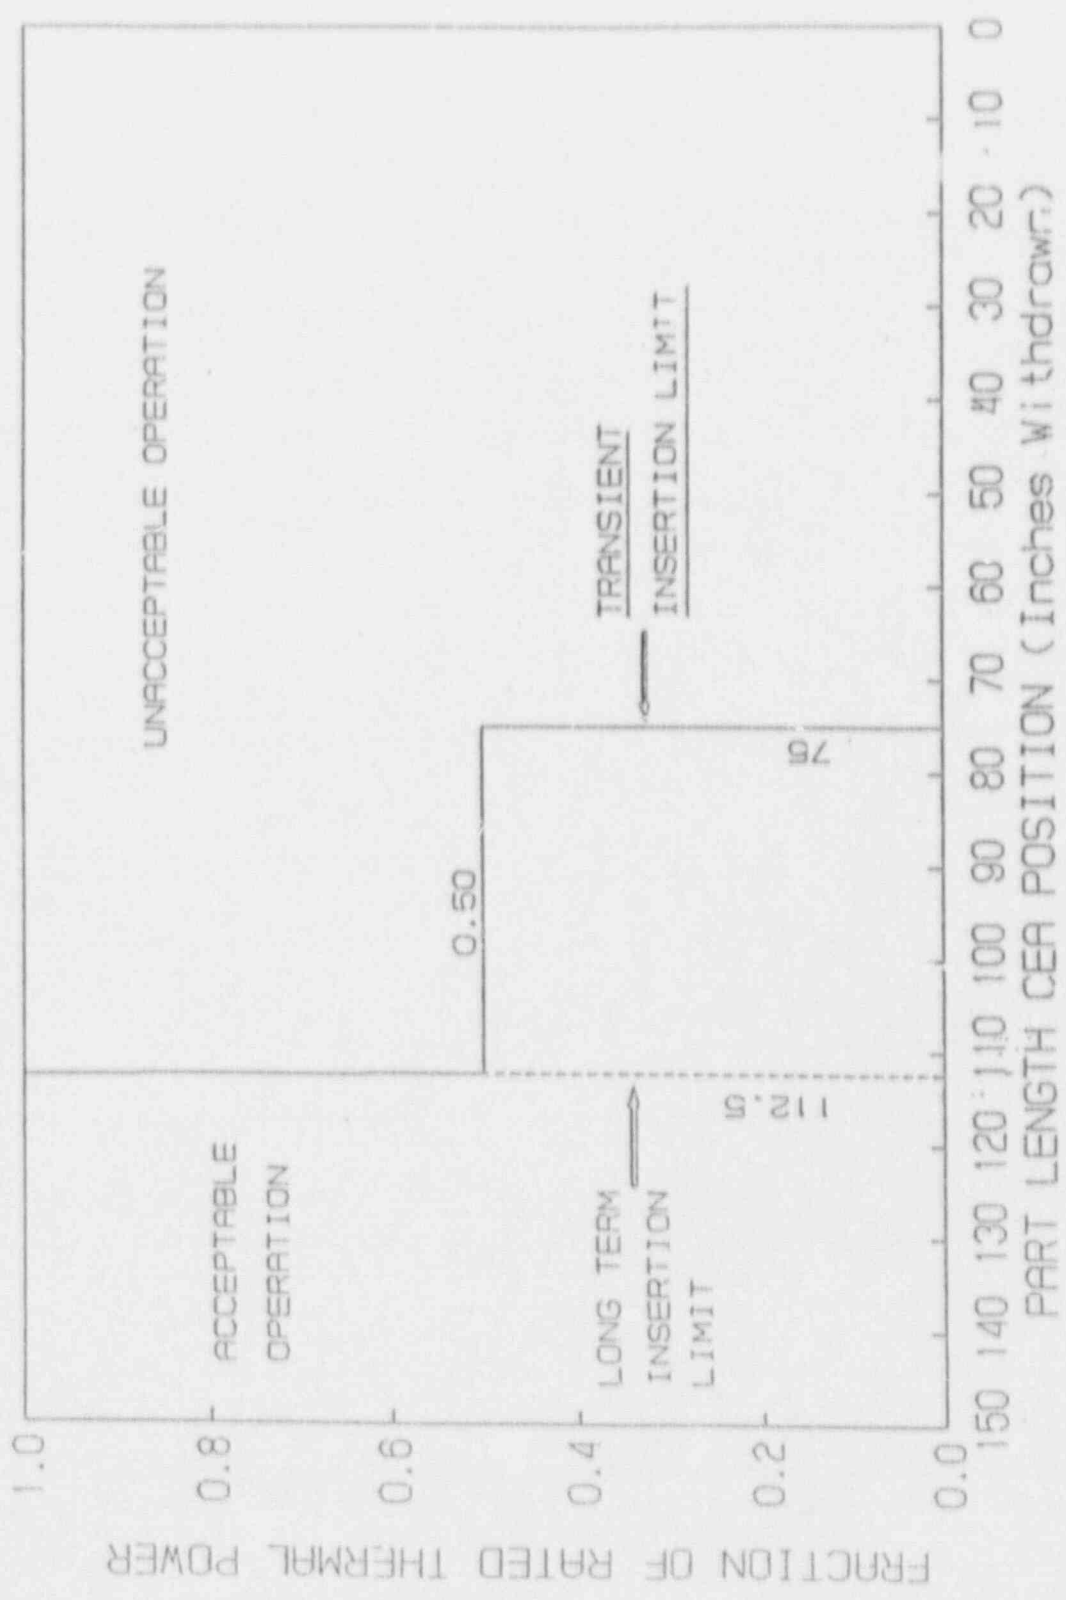 FRACTION OF RATED THERMAL POWER
1.0
0.8
0.6
0.4
0.2
0.0
UNACCEPTABLE OPERATION
ACCEPTABLE
OPERATION
0.50
LONG TERM
INSERTION
LIMIT
112.5
75
TRANSIENT
INSERTION LIMIT
150 140 130 120 110 100 90 80 70 60 50 40 30 20 10 0
PART LENGTH CEA POSITION (Inches Withdrawn)